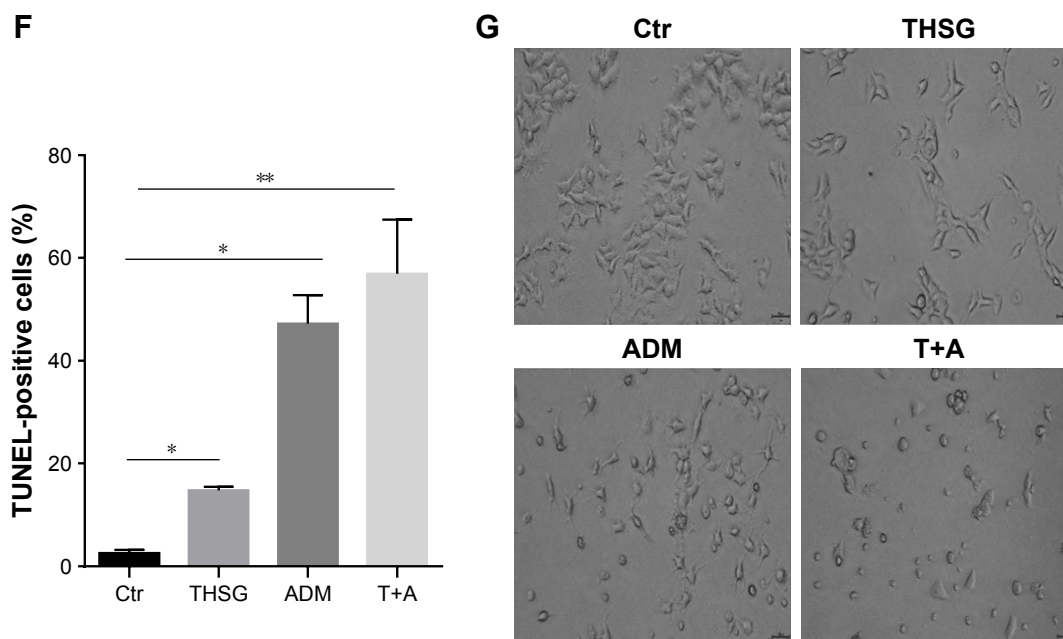 F
TUNEL-positive cells (%)
80
60
40
20
0
**
*
*
Ctr
THSG
ADM
T+A
G
Ctr
THSG
ADM
T+A